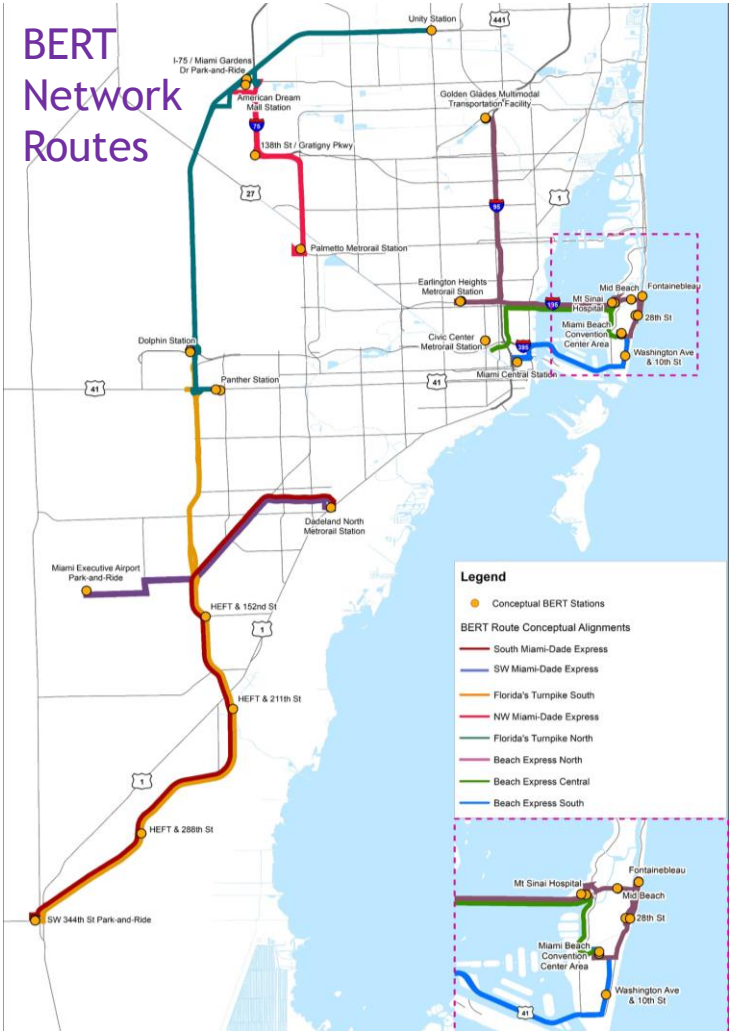 BERT
Network
Routes
Unity Station
441
I-75 / Miami Gardens
Dr Park-and-Ride
American Dream
Mall Station
Golden Glades Multimodal
Transportation Facility
75
138th St / Gratigny Pkwy
27
1
95
Palmetto Metrorail Station
Earlington Heights
Metrorail Station
195
Mt Sinai
Hospital
Mid Beach
Fontainebleau
28th St
Miami Beach
Convention
Center Area
Civic Center
Metrorail Station
395
Washington Ave
& 10th St
Dolphin Station
Miami Central Station
41
Panther Station
41
Dadeland North
Metrorail Station
Miami Executive Airport
Park-and-Ride
HEFT & 152nd St
1
HEFT & 211th St
1
HEFT & 288th St
SW 344th St Park-and-Ride
Legend
Conceptual BERT Stations
BERT Route Conceptual Alignments
South Miami-Dade Express
SW Miami-Dade Express
Florida's Turnpike South
NW Miami-Dade Express
Florida's Turnpike North
Beach Express North
Beach Express Central
Beach Express South
Fontainebleau
Mt Sinai Hospital
Mid Beach
28th St
Miami Beach
Convention
Center Area
Washington Ave
& 10th St
41